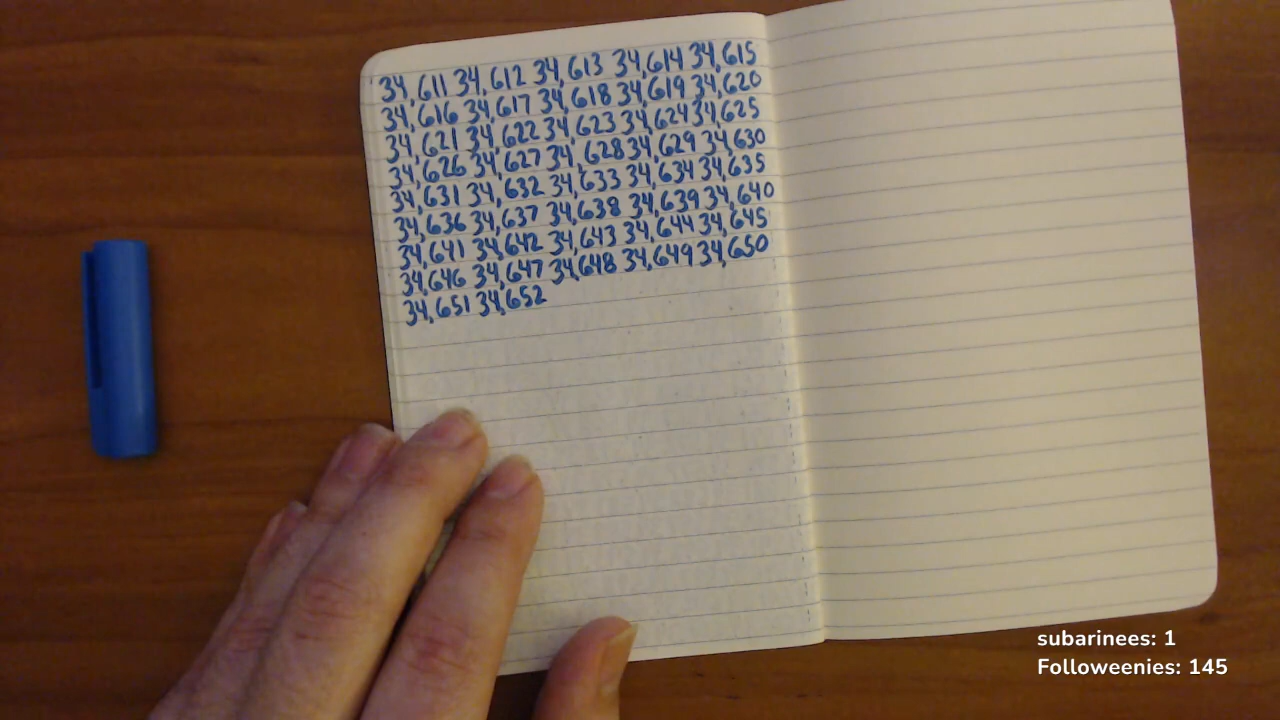 34,611 34,612 34,613 34,614 34,615
34,616 34,617 34,618 34,619 34,620
34,621 34,622 34,623 34,624 34,625
34,626 34,627 34,628 34,629 34,630
34,631 34,632 34,633 34,634 34,635
34,636 34,637 34,638 34,639 34,640
34,641 34,642 34,643 34,644 34,645
34,646 34,647 34,648 34,649 34,650
34,651 34,652
subarinees: 1
Followeenies: 145